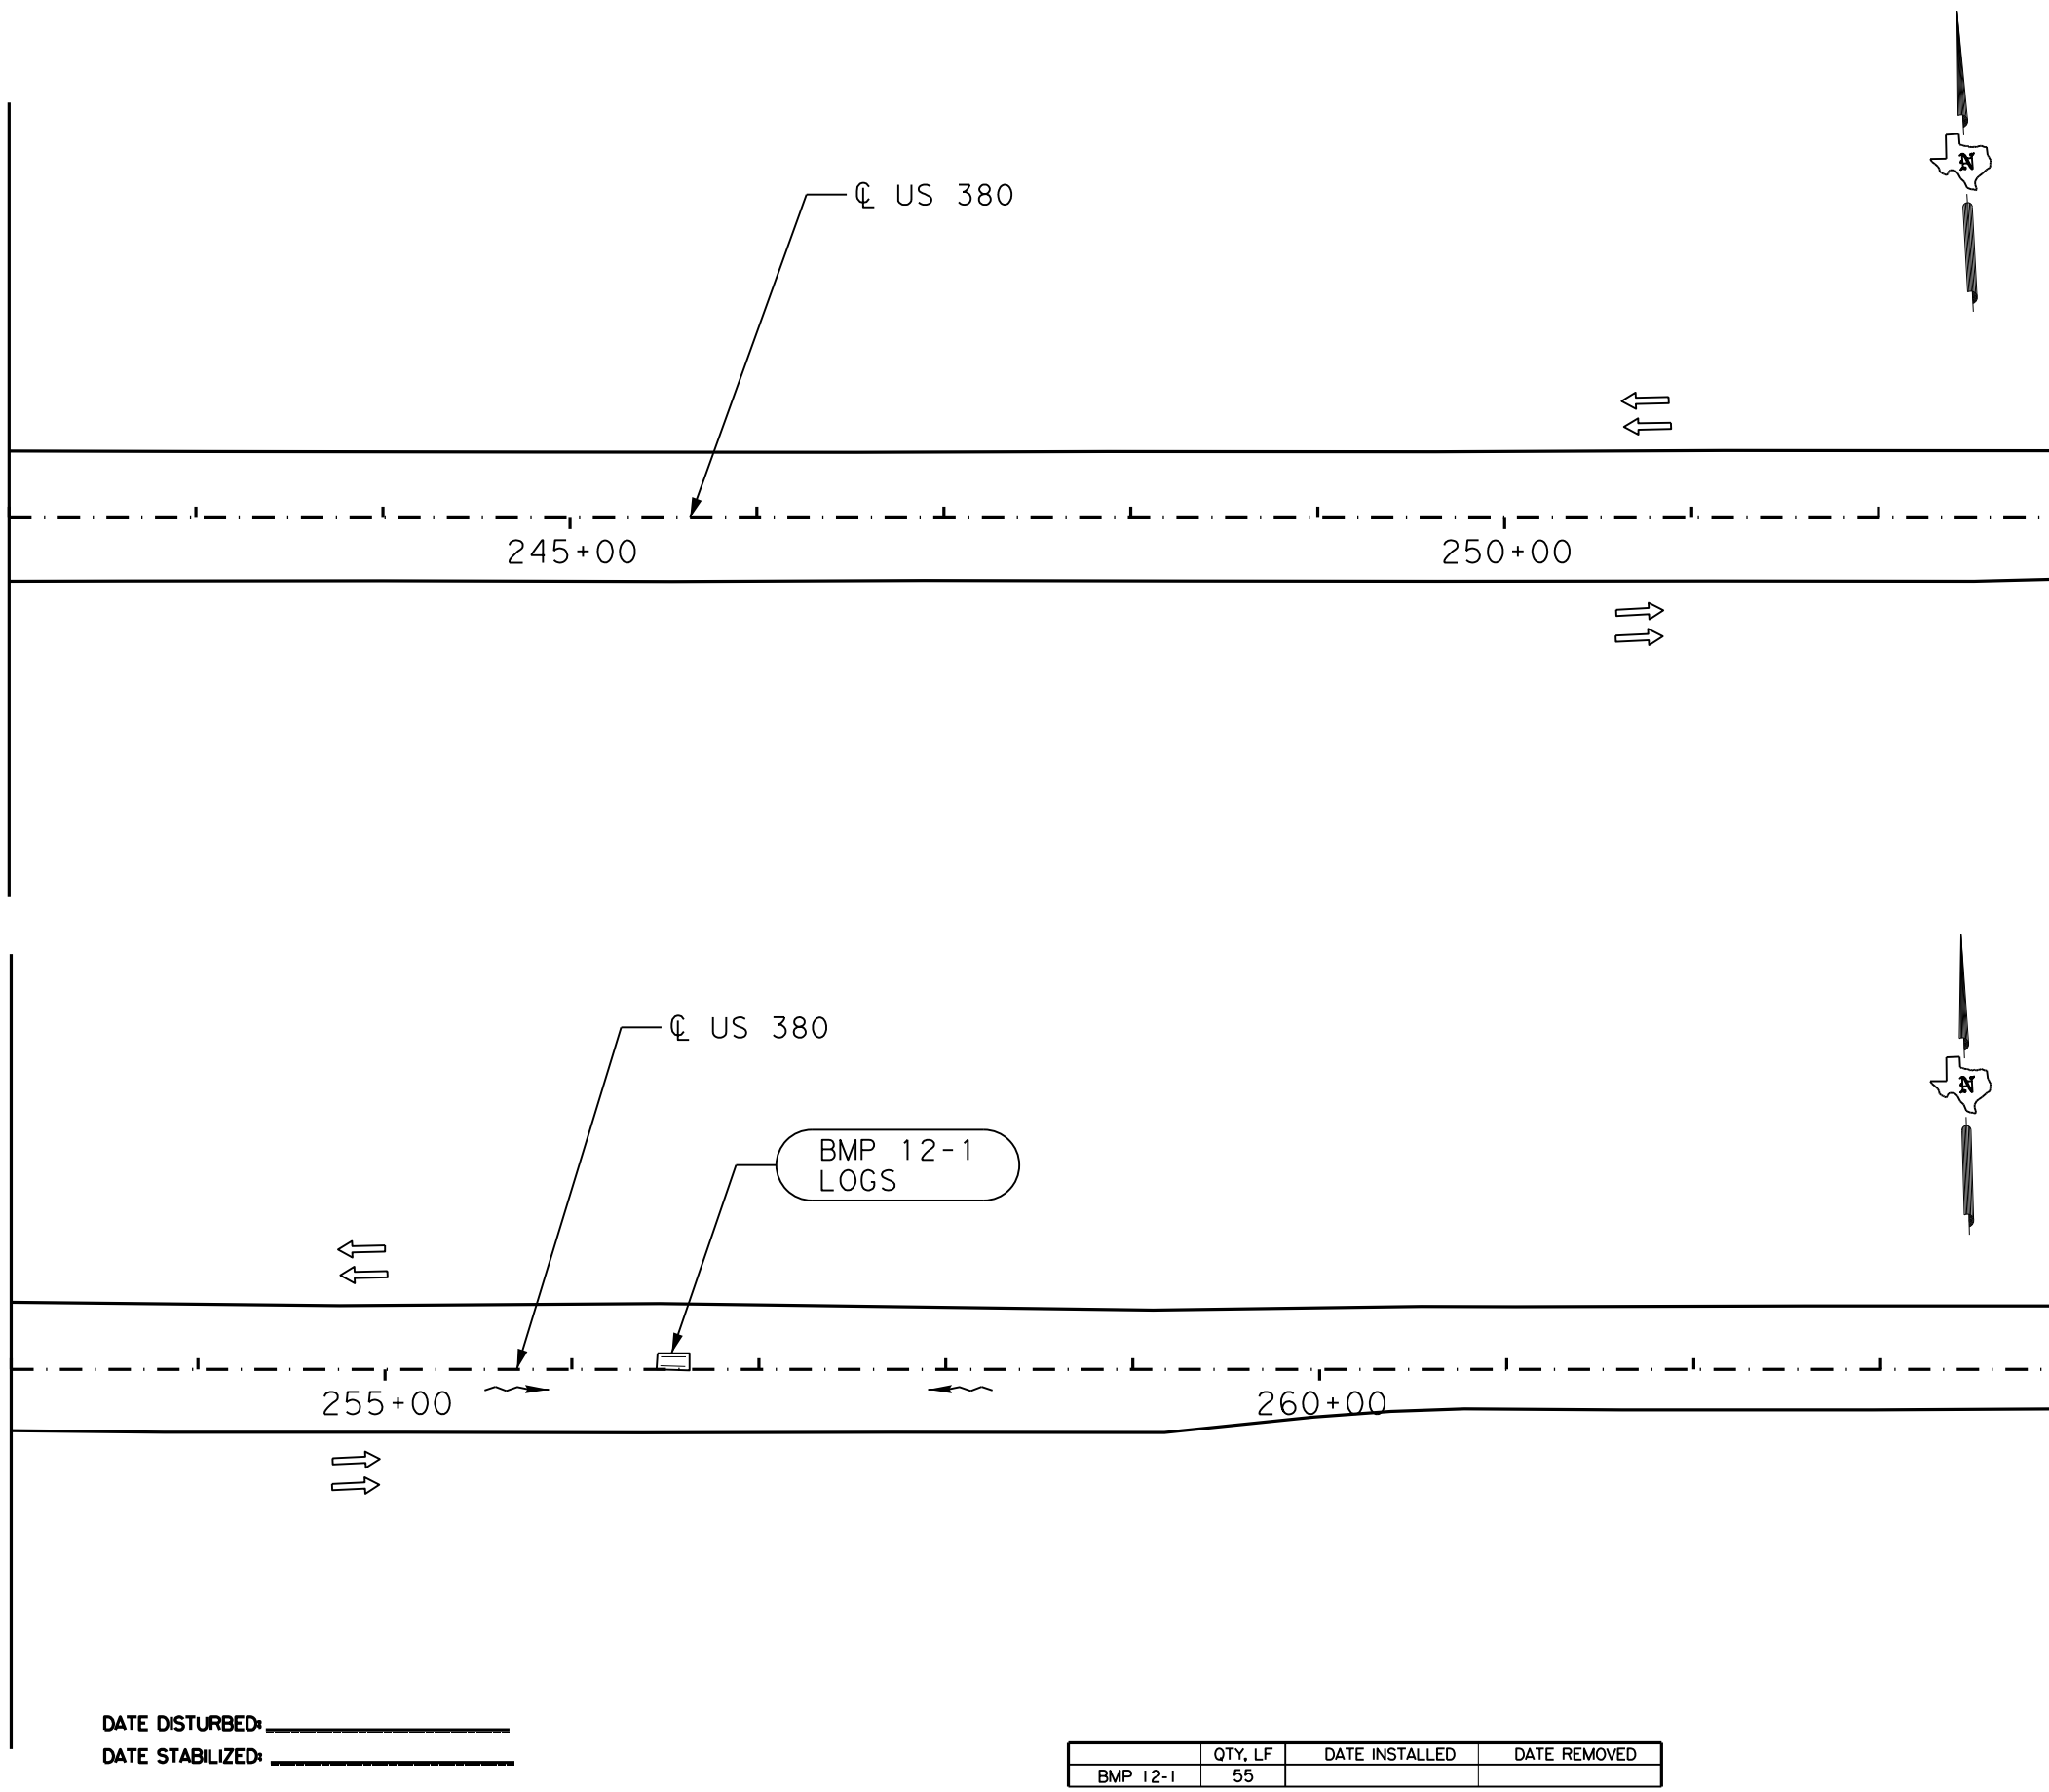 N
℄ US 380
245+00 250+00
℄ US 380
N
BMP 12-1
LOGS
255+00 260+00
DATE DISTURBED:
DATE STABILIZED:
QTY, LF DATE INSTALLED DATE REMOVED
BMP 12-1 55